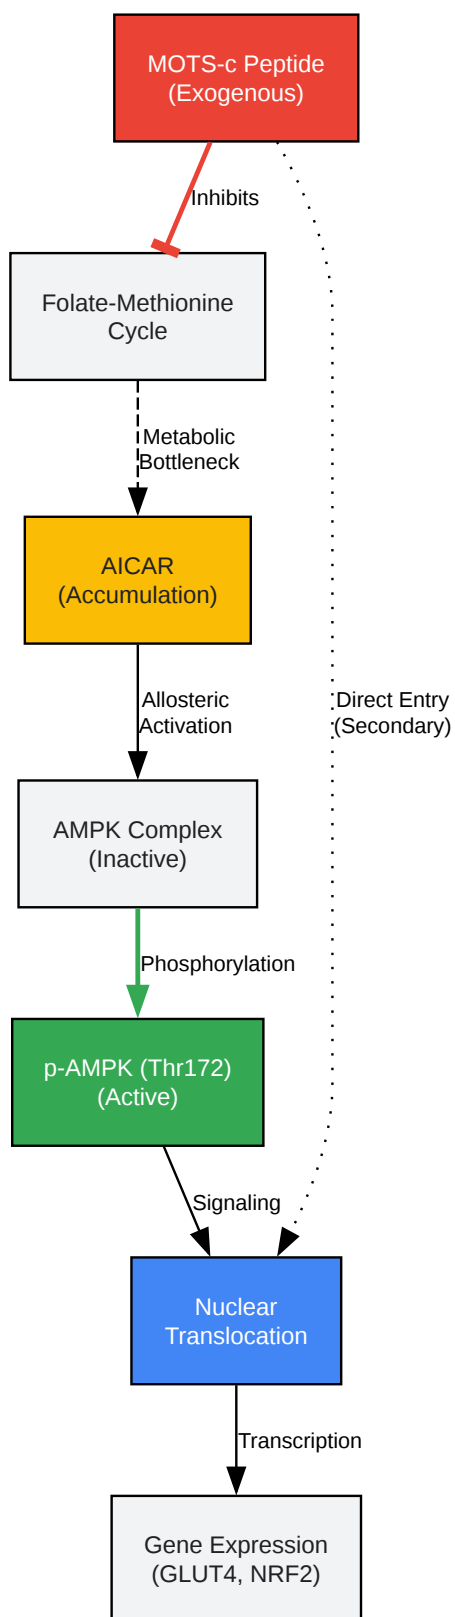 MOTS-c Peptide
(Exogenous)
Inhibits
Folate-Methionine
Cycle
Metabolic
Bottleneck
AICAR
(Accumulation)
Allosteric
Activation
Direct Entry
(Secondary)
AMPK Complex
(Inactive)
Phosphorylation
p-AMPK (Thr172)
(Active)
Signaling
Nuclear
Translocation
Transcription
Gene Expression
(GLUT4, NRF2)